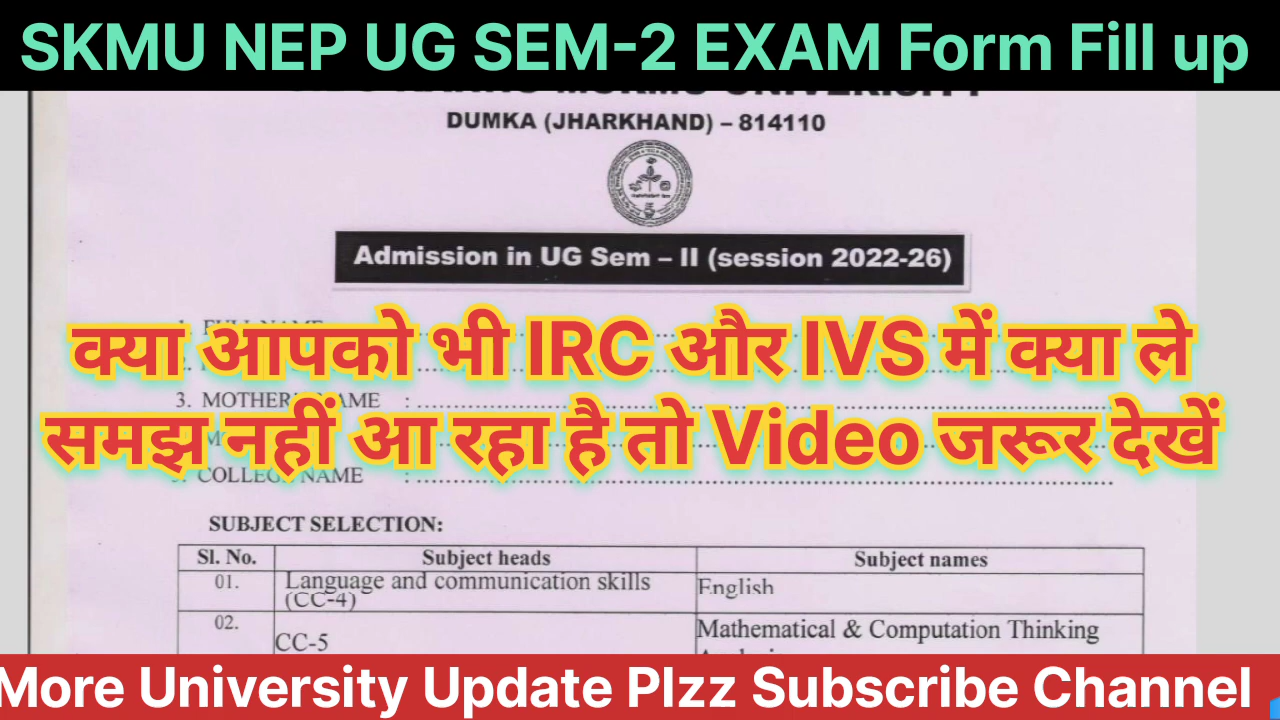 SKMU NEP UG SEM-2 EXAM Form Fill up
DUMKA (JHARKHAND) – 814110
Admission in UG Sem – II (session 2022-26)
क्या आपको भी IRC और IVS में क्या ले
3. MOTHER NAME :
समझ नहीं आ रहा है तो Video जरूर देखें
COLLEGE NAME :
SUBJECT SELECTION:
Sl. No. Subject heads Subject names
01. Language and communication skills (CC-4) English
02. CC-5 Mathematical & Computation Thinking
More University Update Plzz Subscribe Channel